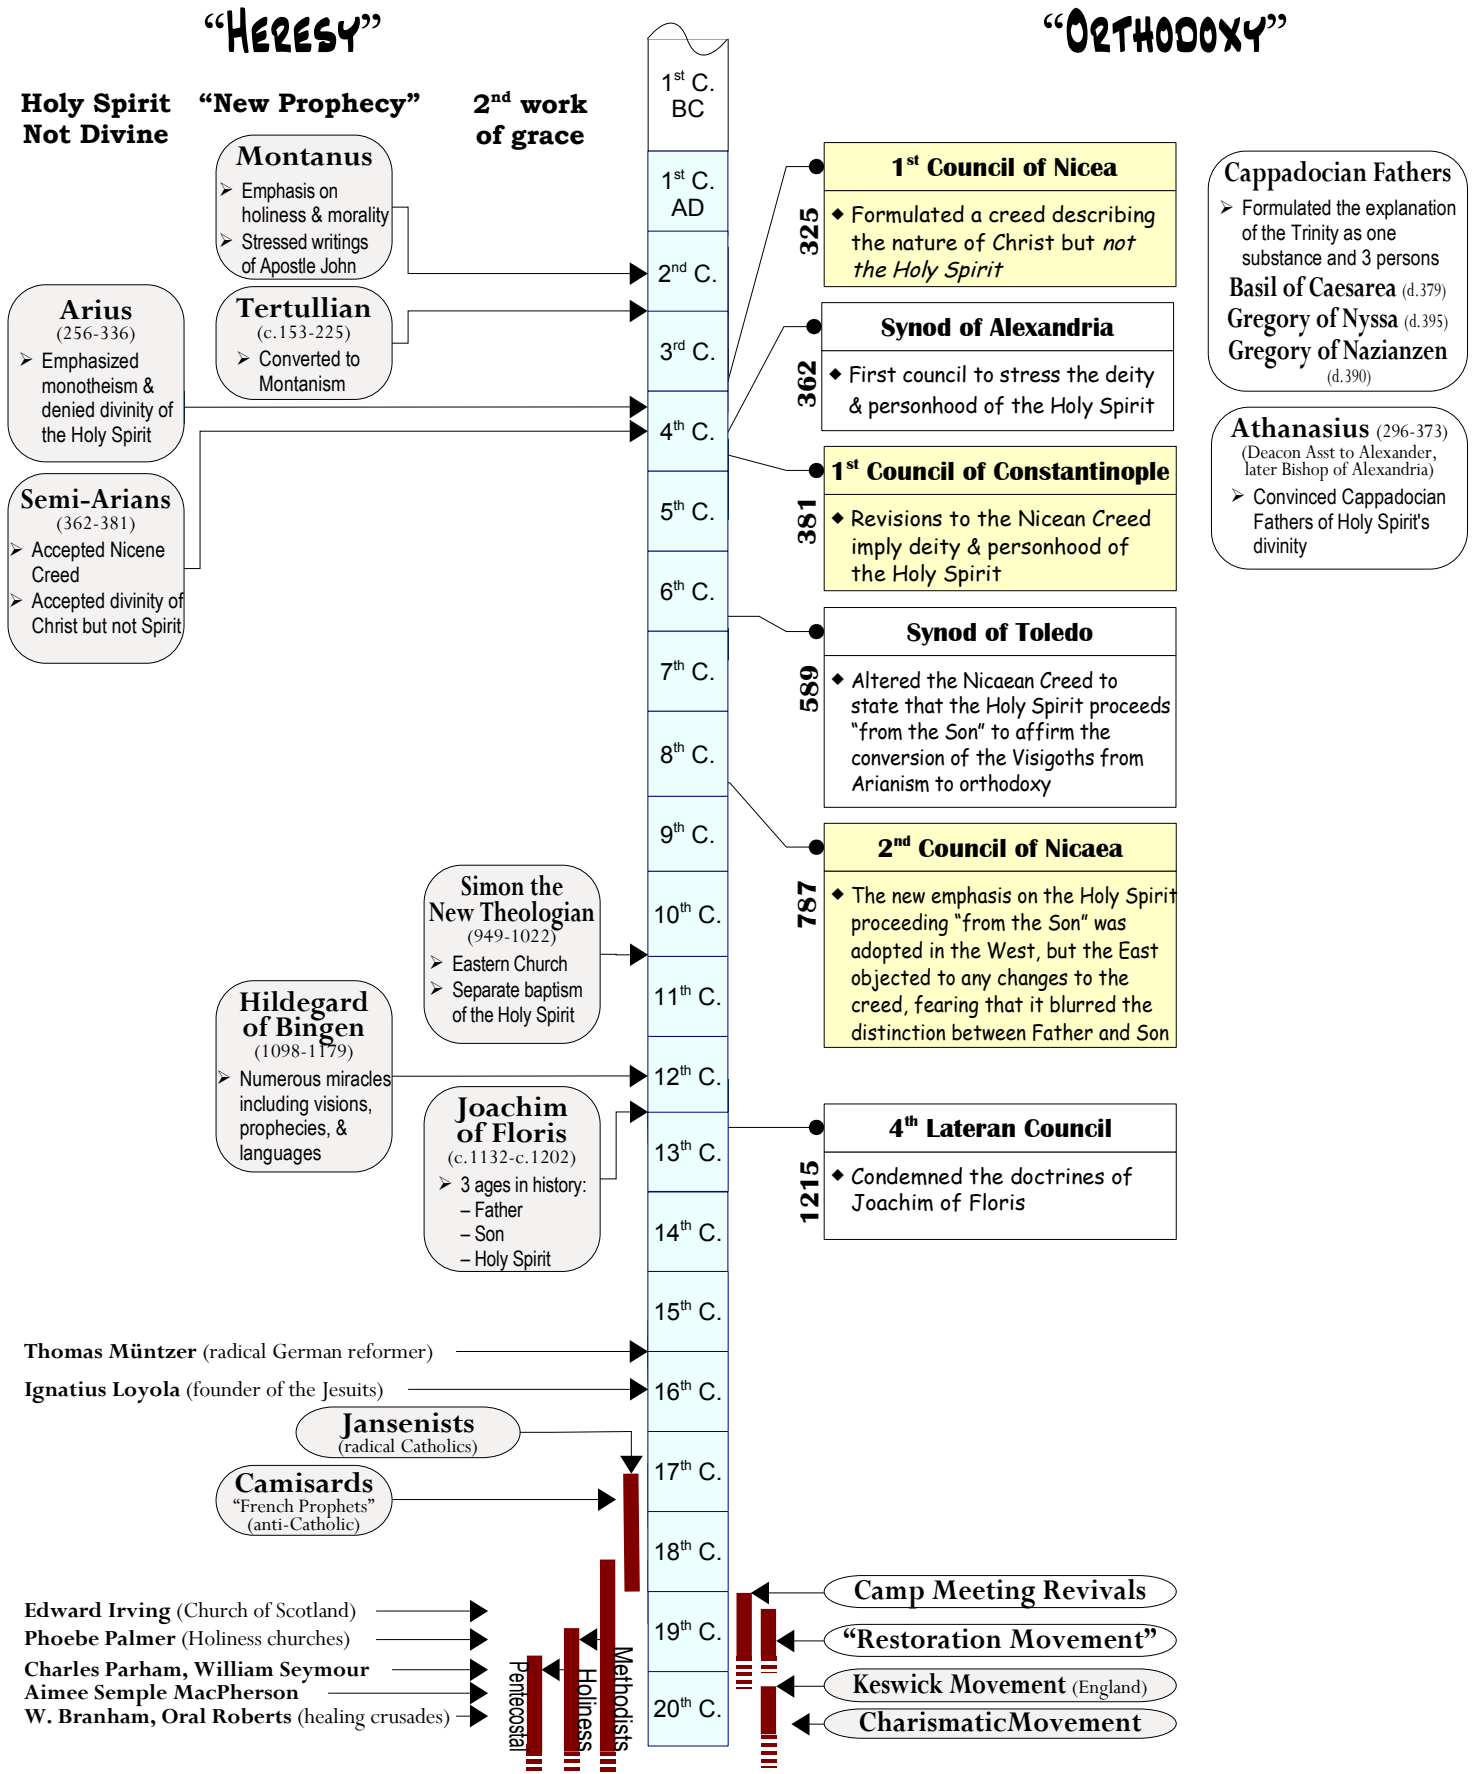 “HERESY”
“ORTHODOXY”
Holy Spirit
Not Divine
“New Prophecy”
2nd work
of grace
Montanus
➢ Emphasis on
holiness & morality
➢ Stressed writings
of Apostle John
Tertullian
(c.153-225)
➢ Converted to
Montanism
Arius
(256-336)
➢ Emphasized
monotheism &
denied divinity of
the Holy Spirit
Semi-Arians
(362-381)
➢ Accepted Nicene
Creed
➢ Accepted divinity of
Christ but not Spirit
Simon the
New Theologian
(949-1022)
➢ Eastern Church
➢ Separate baptism
of the Holy Spirit
Hildegard
of Bingen
(1098-1179)
➢ Numerous miracles
including visions,
prophecies, &
languages
Joachim
of Floris
(c.1132-c.1202)
➢ 3 ages in history:
– Father
– Son
– Holy Spirit
Thomas Müntzer (radical German reformer)
Ignatius Loyola (founder of the Jesuits)
Jansenists
(radical Catholics)
Camisards
“French Prophets”
(anti-Catholic)
Edward Irving (Church of Scotland)
Phoebe Palmer (Holiness churches)
Charles Parham, William Seymour
Aimee Semple MacPherson
W. Branham, Oral Roberts (healing crusades)
Pentecostal
Holiness
Methodists
1st C.
BC
1st C.
AD
2nd C.
3rd C.
4th C.
5th C.
6th C.
7th C.
8th C.
9th C.
10th C.
11th C.
12th C.
13th C.
14th C.
15th C.
16th C.
17th C.
18th C.
19th C.
20th C.
1st Council of Nicea
325
◆ Formulated a creed describing
the nature of Christ but not
the Holy Spirit
Synod of Alexandria
362
◆ First council to stress the deity
& personhood of the Holy Spirit
1st Council of Constantinople
381
◆ Revisions to the Nicean Creed
imply deity & personhood of
the Holy Spirit
Synod of Toledo
589
◆ Altered the Nicaean Creed to
state that the Holy Spirit proceeds
“from the Son” to affirm the
conversion of the Visigoths from
Arianism to orthodoxy
2nd Council of Nicaea
787
◆ The new emphasis on the Holy Spirit
proceeding “from the Son” was
adopted in the West, but the East
objected to any changes to the
creed, fearing that it blurred the
distinction between Father and Son
4th Lateran Council
1215
◆ Condemned the doctrines of
Joachim of Floris
Cappadocian Fathers
➢ Formulated the explanation
of the Trinity as one
substance and 3 persons
Basil of Caesarea (d.379)
Gregory of Nyssa (d.395)
Gregory of Nazianzen
(d.390)
Athanasius (296-373)
(Deacon Asst to Alexander,
later Bishop of Alexandria)
➢ Convinced Cappadocian
Fathers of Holy Spirit's
divinity
Camp Meeting Revivals
“Restoration Movement”
Keswick Movement (England)
CharismaticMovement